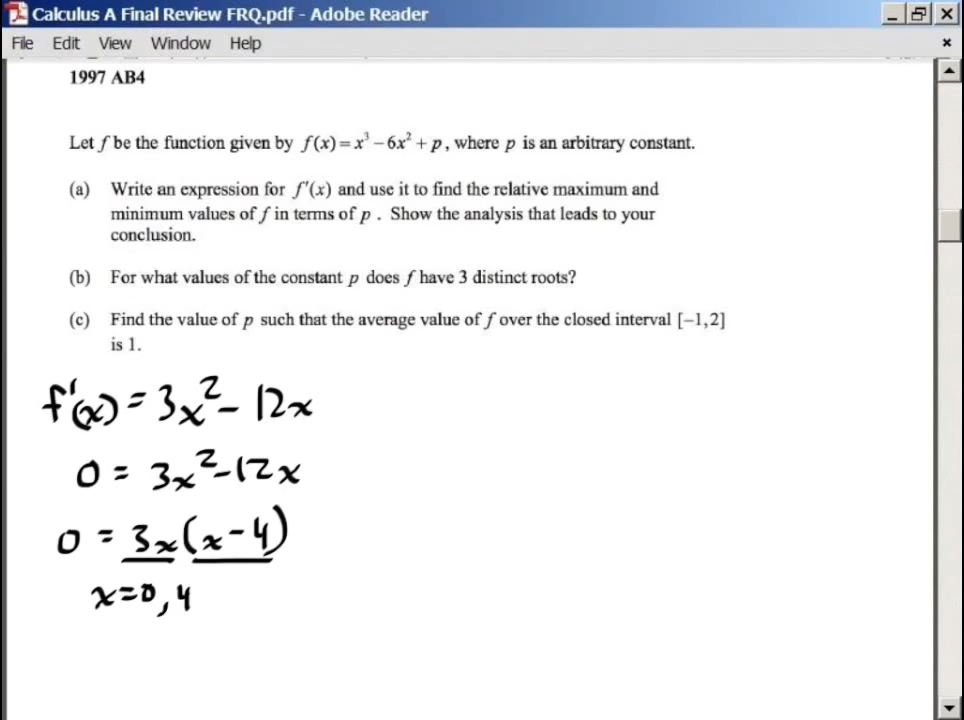 Calculus A Final Review FRQ.pdf - Adobe Reader
File Edit View Window Help
1997 AB4
Let f be the function given by f(x) = x³ – 6x² + p, where p is an arbitrary constant.
(a) Write an expression for f′(x) and use it to find the relative maximum and
minimum values of f in terms of p . Show the analysis that leads to your
conclusion.
(b) For what values of the constant p does f have 3 distinct roots?
(c) Find the value of p such that the average value of f over the closed interval [−1,2]
is 1.
f'(x) = 3x² - 12x
0 = 3x² - 12x
0 = 3x(x - 4)
x=0, 4